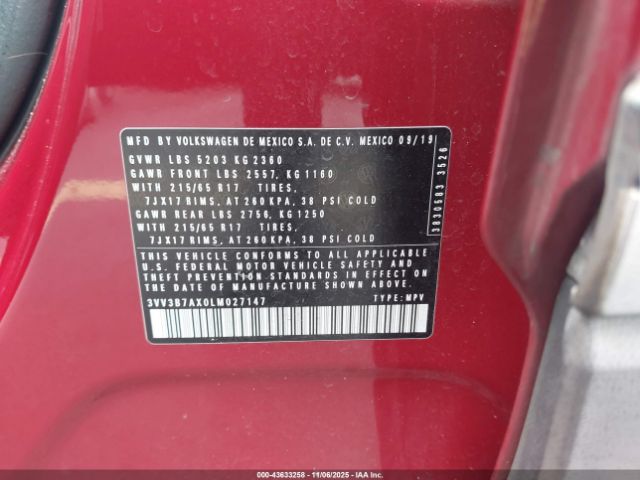 MFD BY VOLKSWAGEN DE MEXICO S.A. DE C.V. MEXICO 09/19
GVWR LBS 5203 KG 2360
GAWR FRONT LBS 2557, KG 1160
WITH 215/65 R17 TIRES,
7JX17 RIMS, AT 260 KPA, 38 PSI COLD
GAWR REAR LBS 2756, KG 1250
WITH 215/65 R17 TIRES,
7JX17 RIMS, AT 260 KPA, 38 PSI COLD
THIS VEHICLE CONFORMS TO ALL APPLICABLE
U.S. FEDERAL MOTOR VEHICLE SAFETY AND
THEFT PREVENTION STANDARDS IN EFFECT ON
THE DATE OF MANUFACTURE SHOWN ABOVE.
3VV3B7AX0LM027147 TYPE: MPV
3830583 3526
000-43633258 - 11/06/2025 - IAAI.com